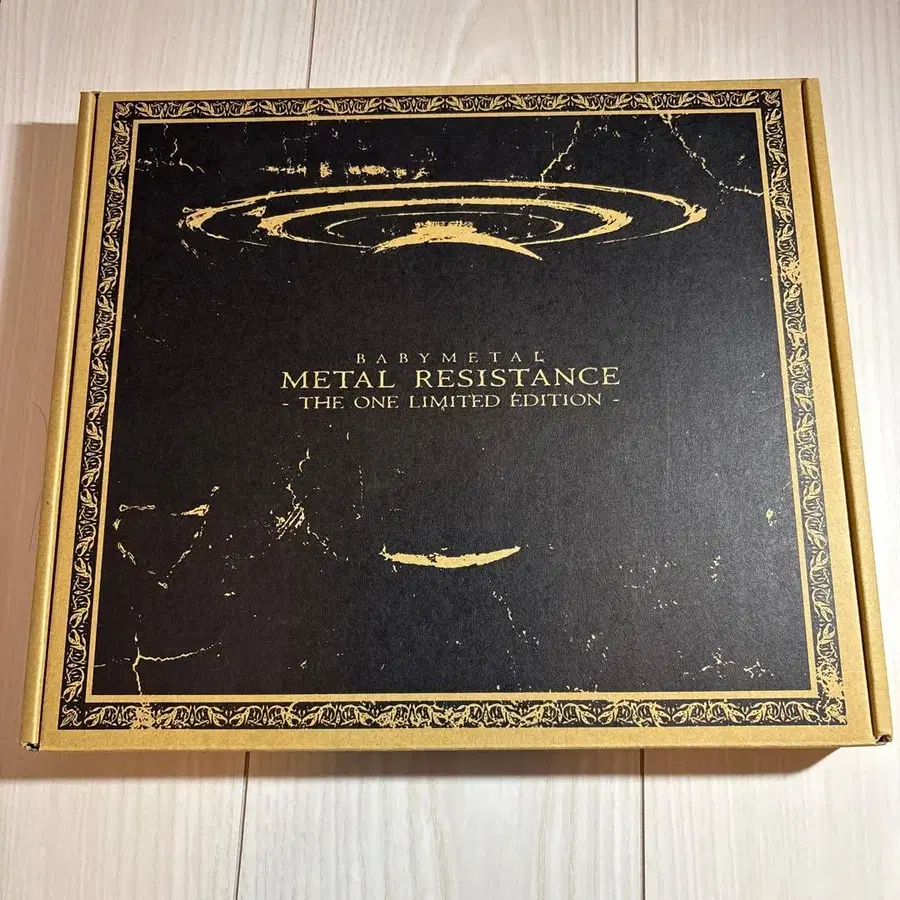 BABYMETAL
METAL RESISTANCE
- THE ONE LIMITED EDITION -